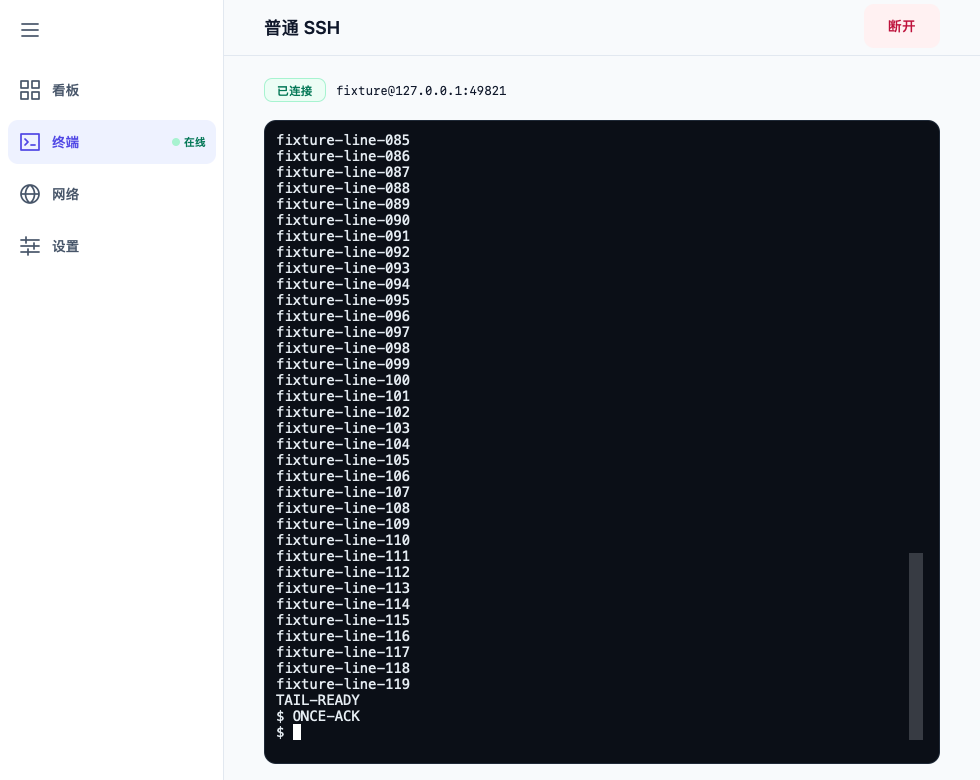 普通 SSH
断开
看板
终端
在线
网络
设置
已连接
fixture@127.0.0.1:49821
fixture-line-085
fixture-line-086
fixture-line-087
fixture-line-088
fixture-line-089
fixture-line-090
fixture-line-091
fixture-line-092
fixture-line-093
fixture-line-094
fixture-line-095
fixture-line-096
fixture-line-097
fixture-line-098
fixture-line-099
fixture-line-100
fixture-line-101
fixture-line-102
fixture-line-103
fixture-line-104
fixture-line-105
fixture-line-106
fixture-line-107
fixture-line-108
fixture-line-109
fixture-line-110
fixture-line-111
fixture-line-112
fixture-line-113
fixture-line-114
fixture-line-115
fixture-line-116
fixture-line-117
fixture-line-118
fixture-line-119
TAIL-READY
$ ONCE-ACK
$